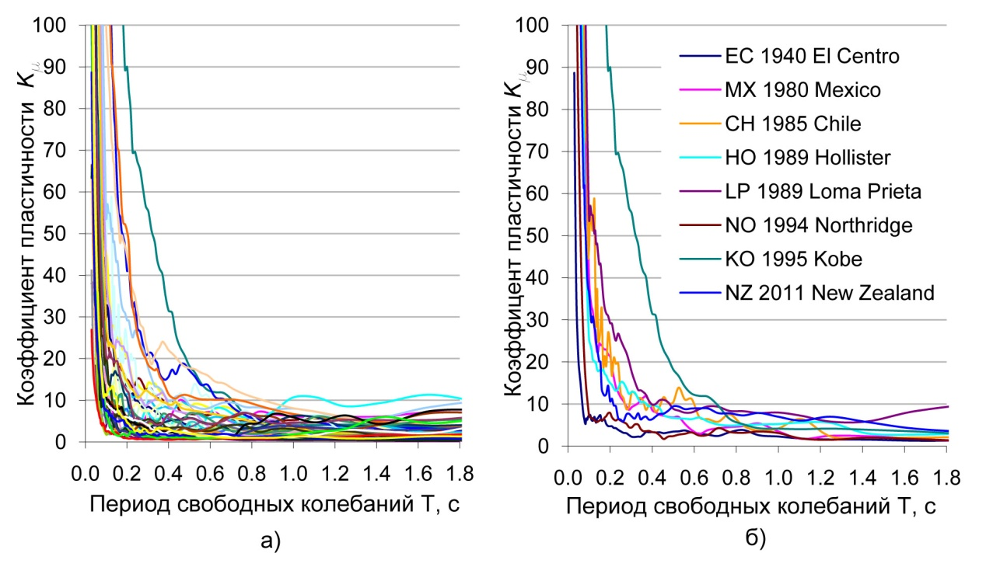 100
90
80
70
60
50
40
30
20
10
0
Коэффициент пластичности Kμ
0.0 0.2 0.4 0.6 0.8 1.0 1.2 1.4 1.6 1.8
Период свободных колебаний T, с
а)
100
90
80
70
60
50
40
30
20
10
0
Коэффицент пластичности Kμ
EC 1940 El Centro
MX 1980 Mexico
CH 1985 Chile
HO 1989 Hollister
LP 1989 Loma Prieta
NO 1994 Northridge
KO 1995 Kobe
NZ 2011 New Zealand
0.0 0.2 0.4 0.6 0.8 1.0 1.2 1.4 1.6 1.8
Период свободных колебаний T, с
б)